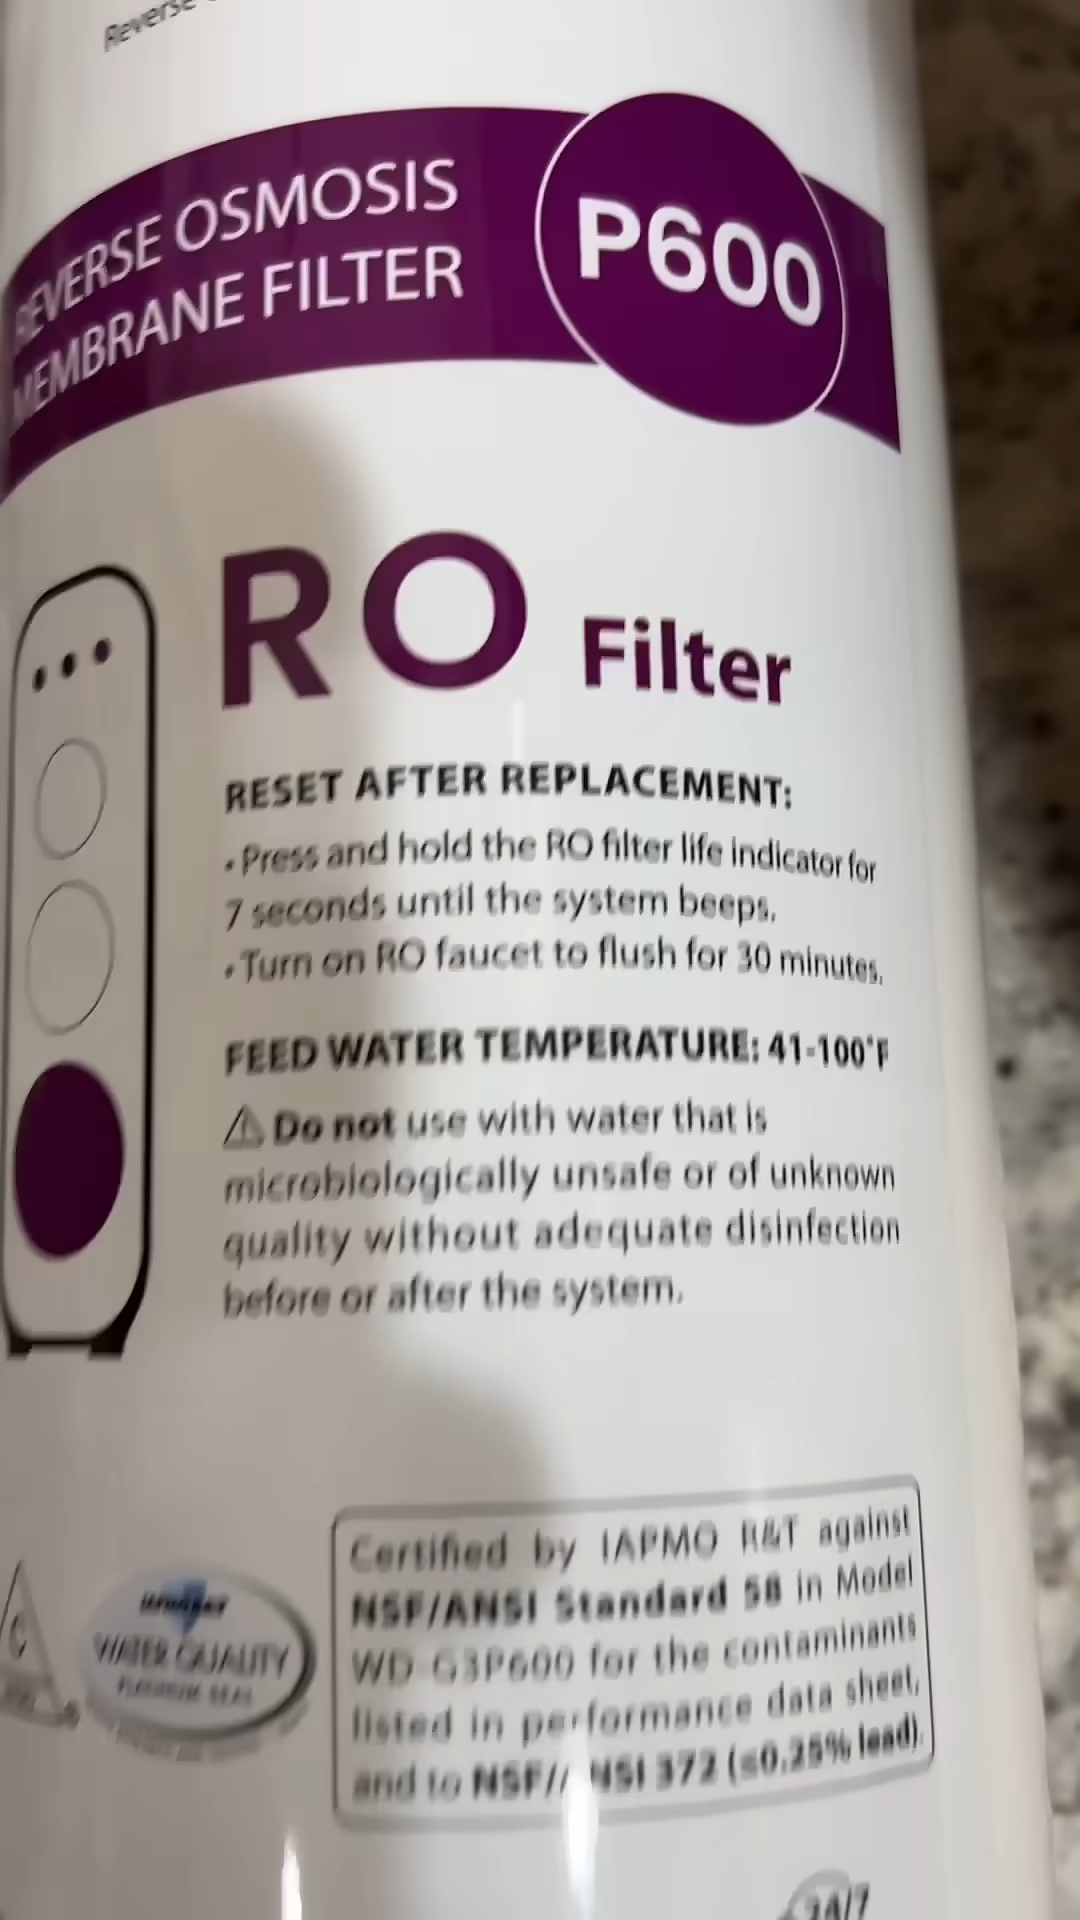 Reverse
REVERSE OSMOSIS
MEMBRANE FILTER
P600
RO Filter
RESET AFTER REPLACEMENT:
• Press and hold the RO filter life indicator for
7 seconds until the system beeps.
• Turn on RO faucet to flush for 30 minutes.
FEED WATER TEMPERATURE: 41-100°F
⚠ Do not use with water that is
microbiologically unsafe or of unknown
quality without adequate disinfection
before or after the system.
WATER QUALITY
Certified by IAPMO R&T against
NSF/ANSI Standard 58 in Model
WD-G3P600 for the contaminants
listed in performance data sheet,
and to NSF/ANSI 372 (≤0.25% lead).
24/7